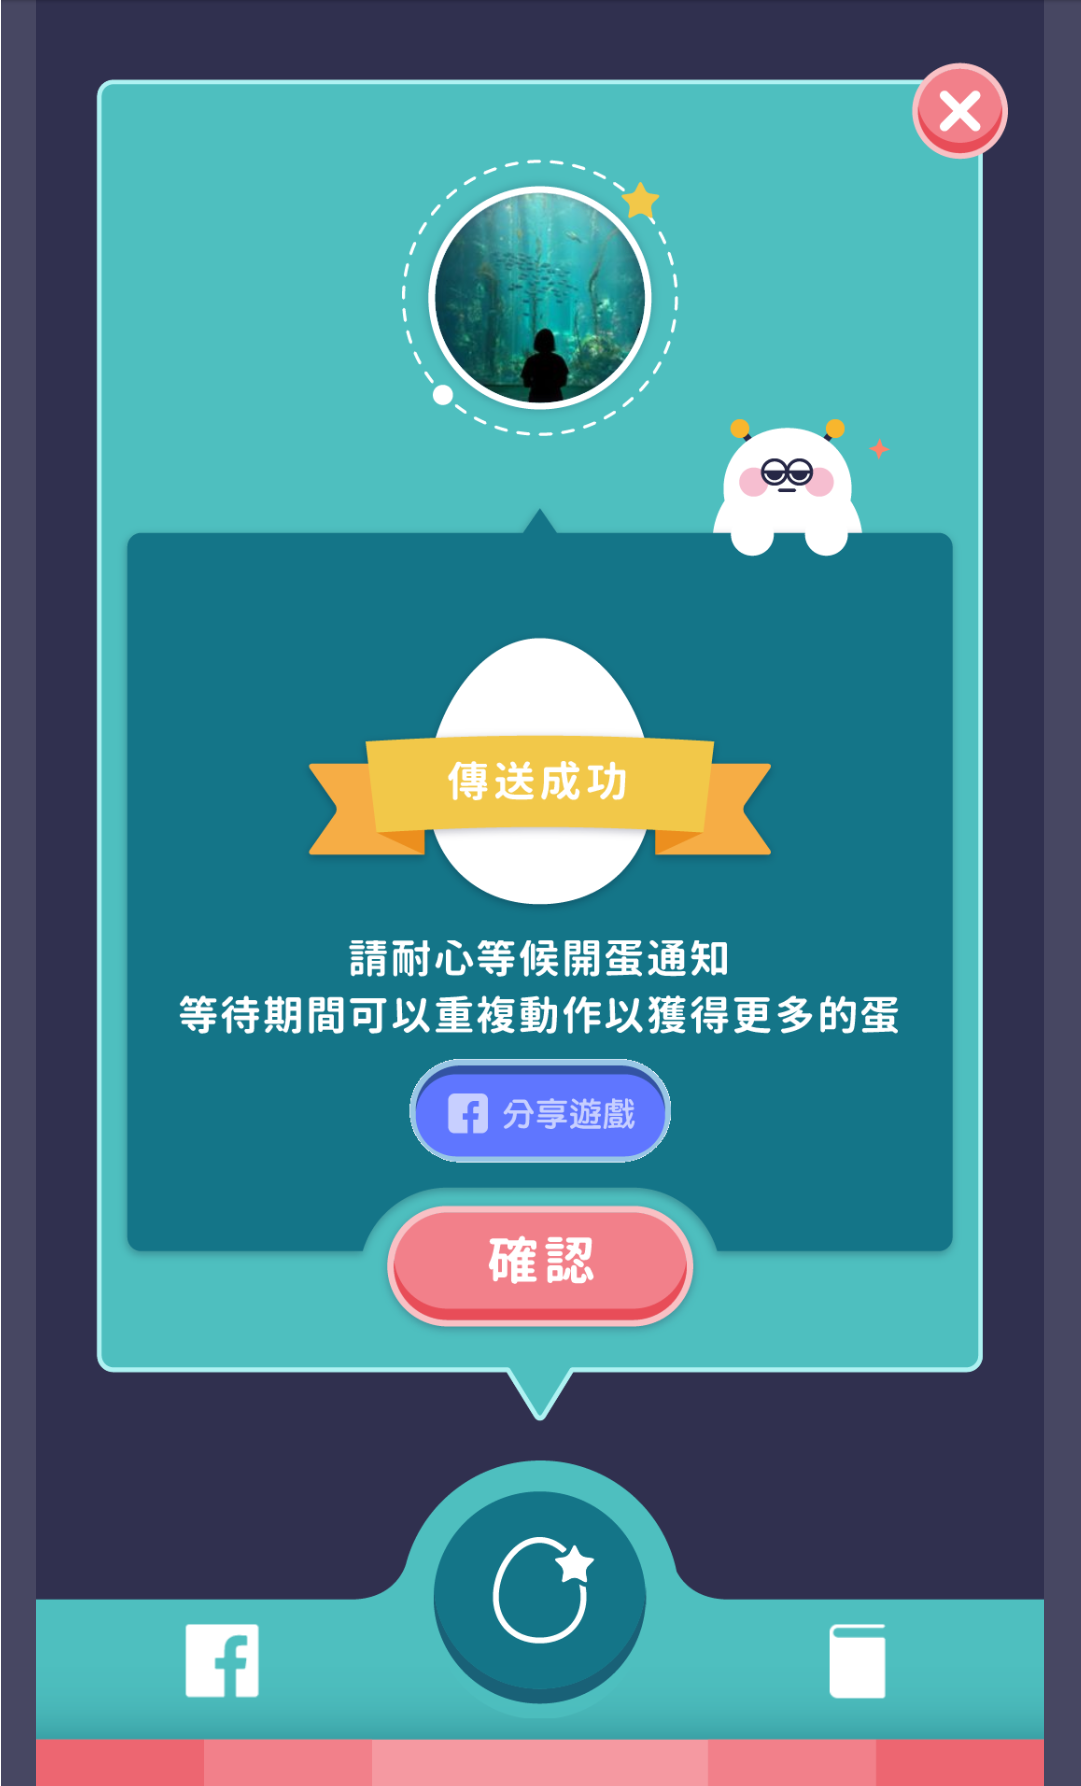 傳送成功
請耐心等候開蛋通知
等待期間可以重複動作以獲得更多的蛋
分享遊戲
確認